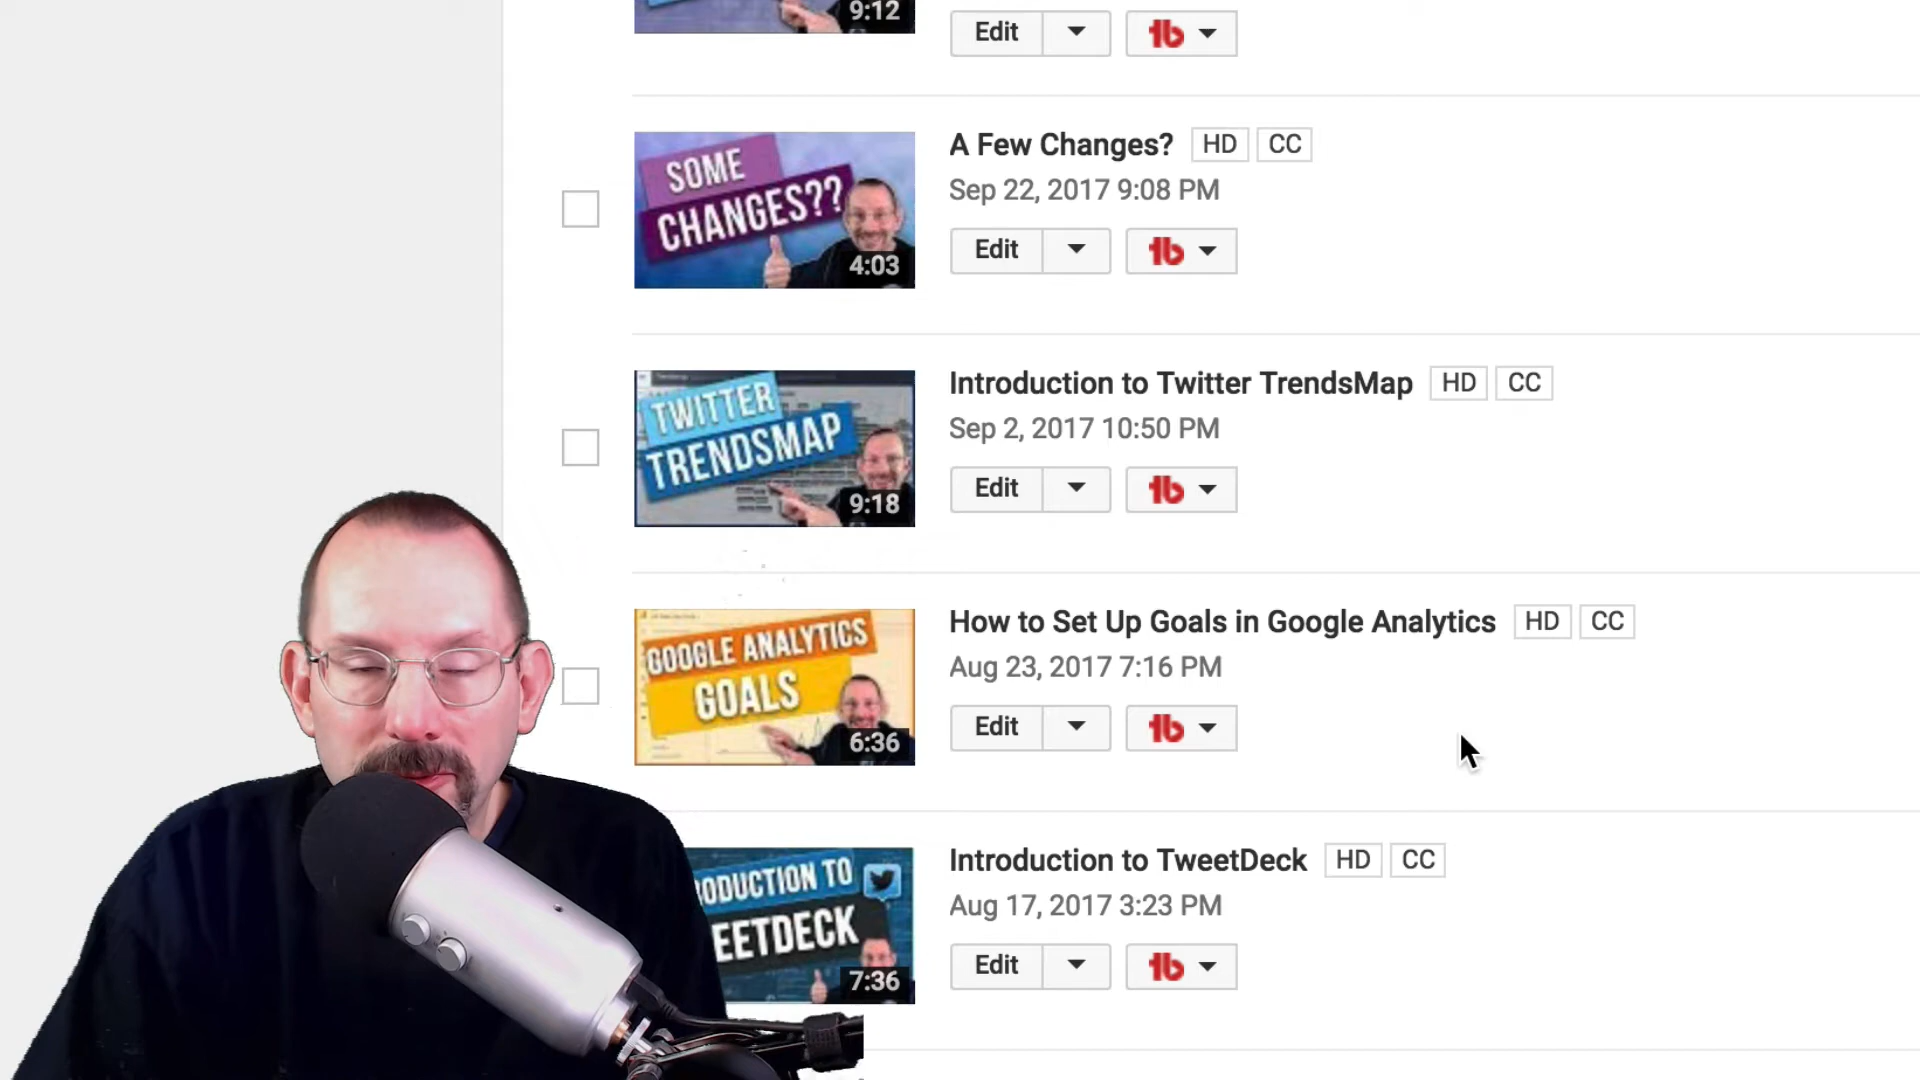 9:12
Edit
SOME
CHANGES??
4:03
A Few Changes? HD CC
Sep 22, 2017 9:08 PM
Edit
TWITTER
TRENDSMAP
9:18
Introduction to Twitter TrendsMap HD CC
Sep 2, 2017 10:50 PM
Edit
GOOGLE ANALYTICS
GOALS
6:36
How to Set Up Goals in Google Analytics HD CC
Aug 23, 2017 7:16 PM
Edit
ODUCTION TO
EETDECK
7:36
Introduction to TweetDeck HD CC
Aug 17, 2017 3:23 PM
Edit